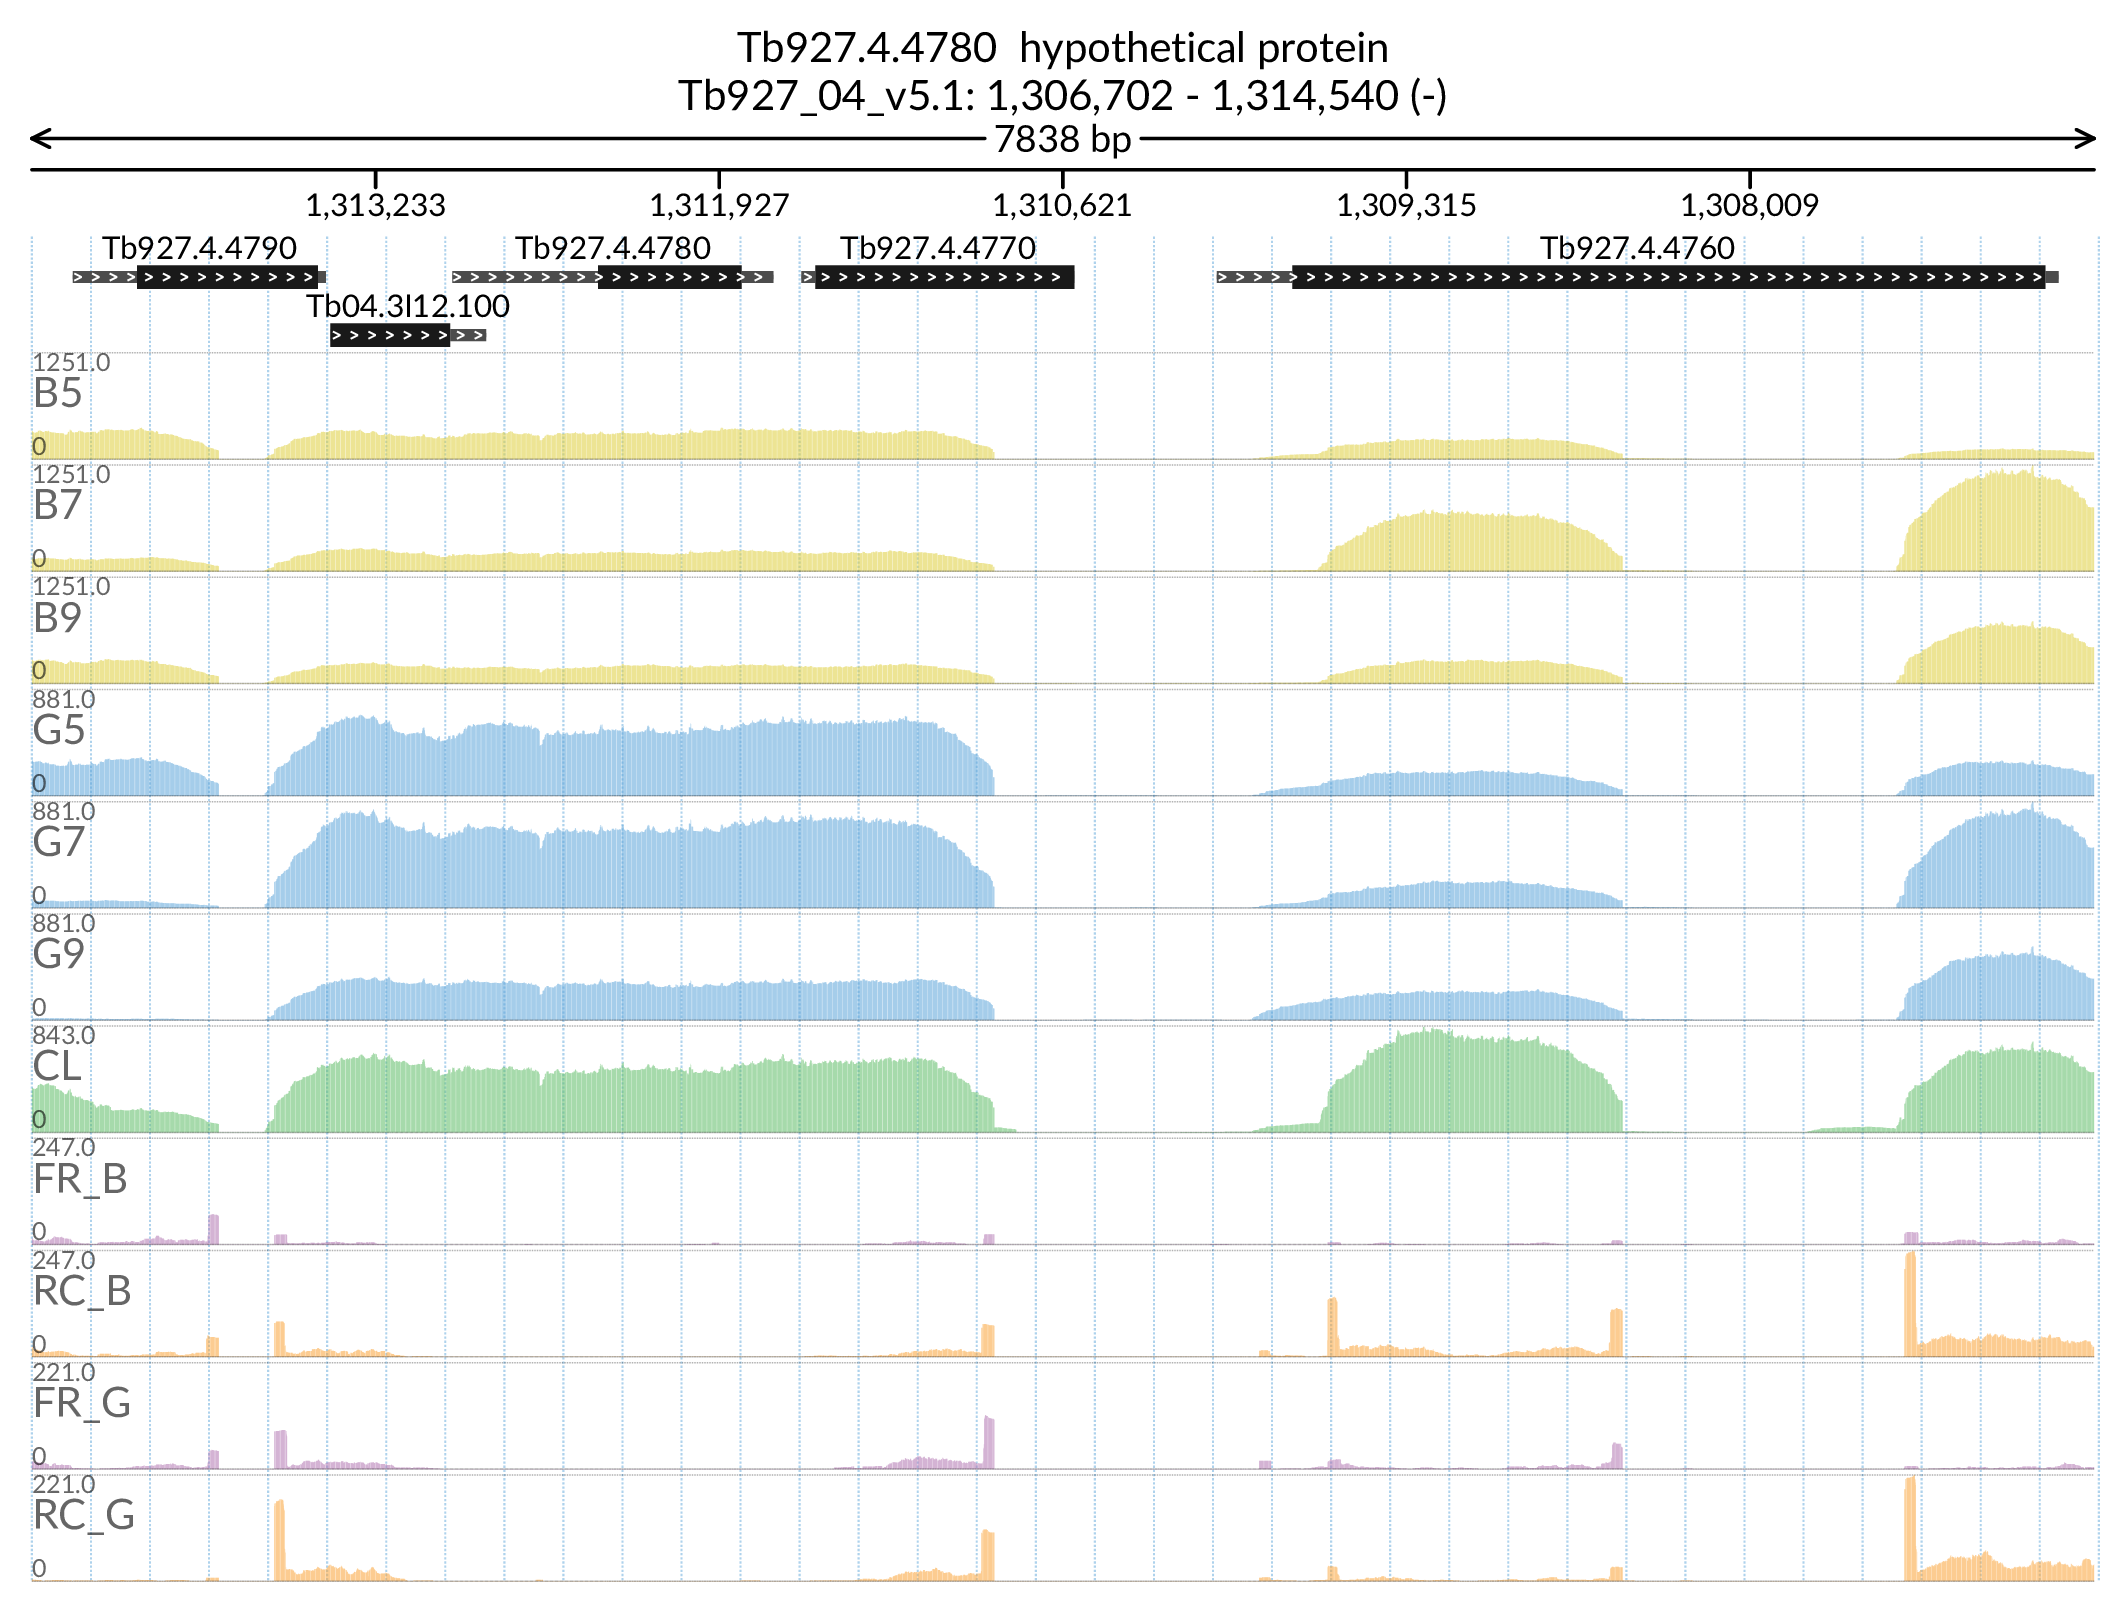 Tb927.4.4780  hypothetical protein
Tb927_04_v5.1: 1,306,702 - 1,314,540 (-)
7838 bp
1,313,233 1,311,927 1,310,621 1,309,315 1,308,009
Tb927.4.4790 Tb927.4.4780 Tb927.4.4770 Tb927.4.4760
Tb04.3I12.100
1251.0
B5
0
1251.0
B7
0
1251.0
B9
0
881.0
G5
0
881.0
G7
0
881.0
G9
0
843.0
CL
0
247.0
FR_B
0
247.0
RC_B
0
221.0
FR_G
0
221.0
RC_G
0